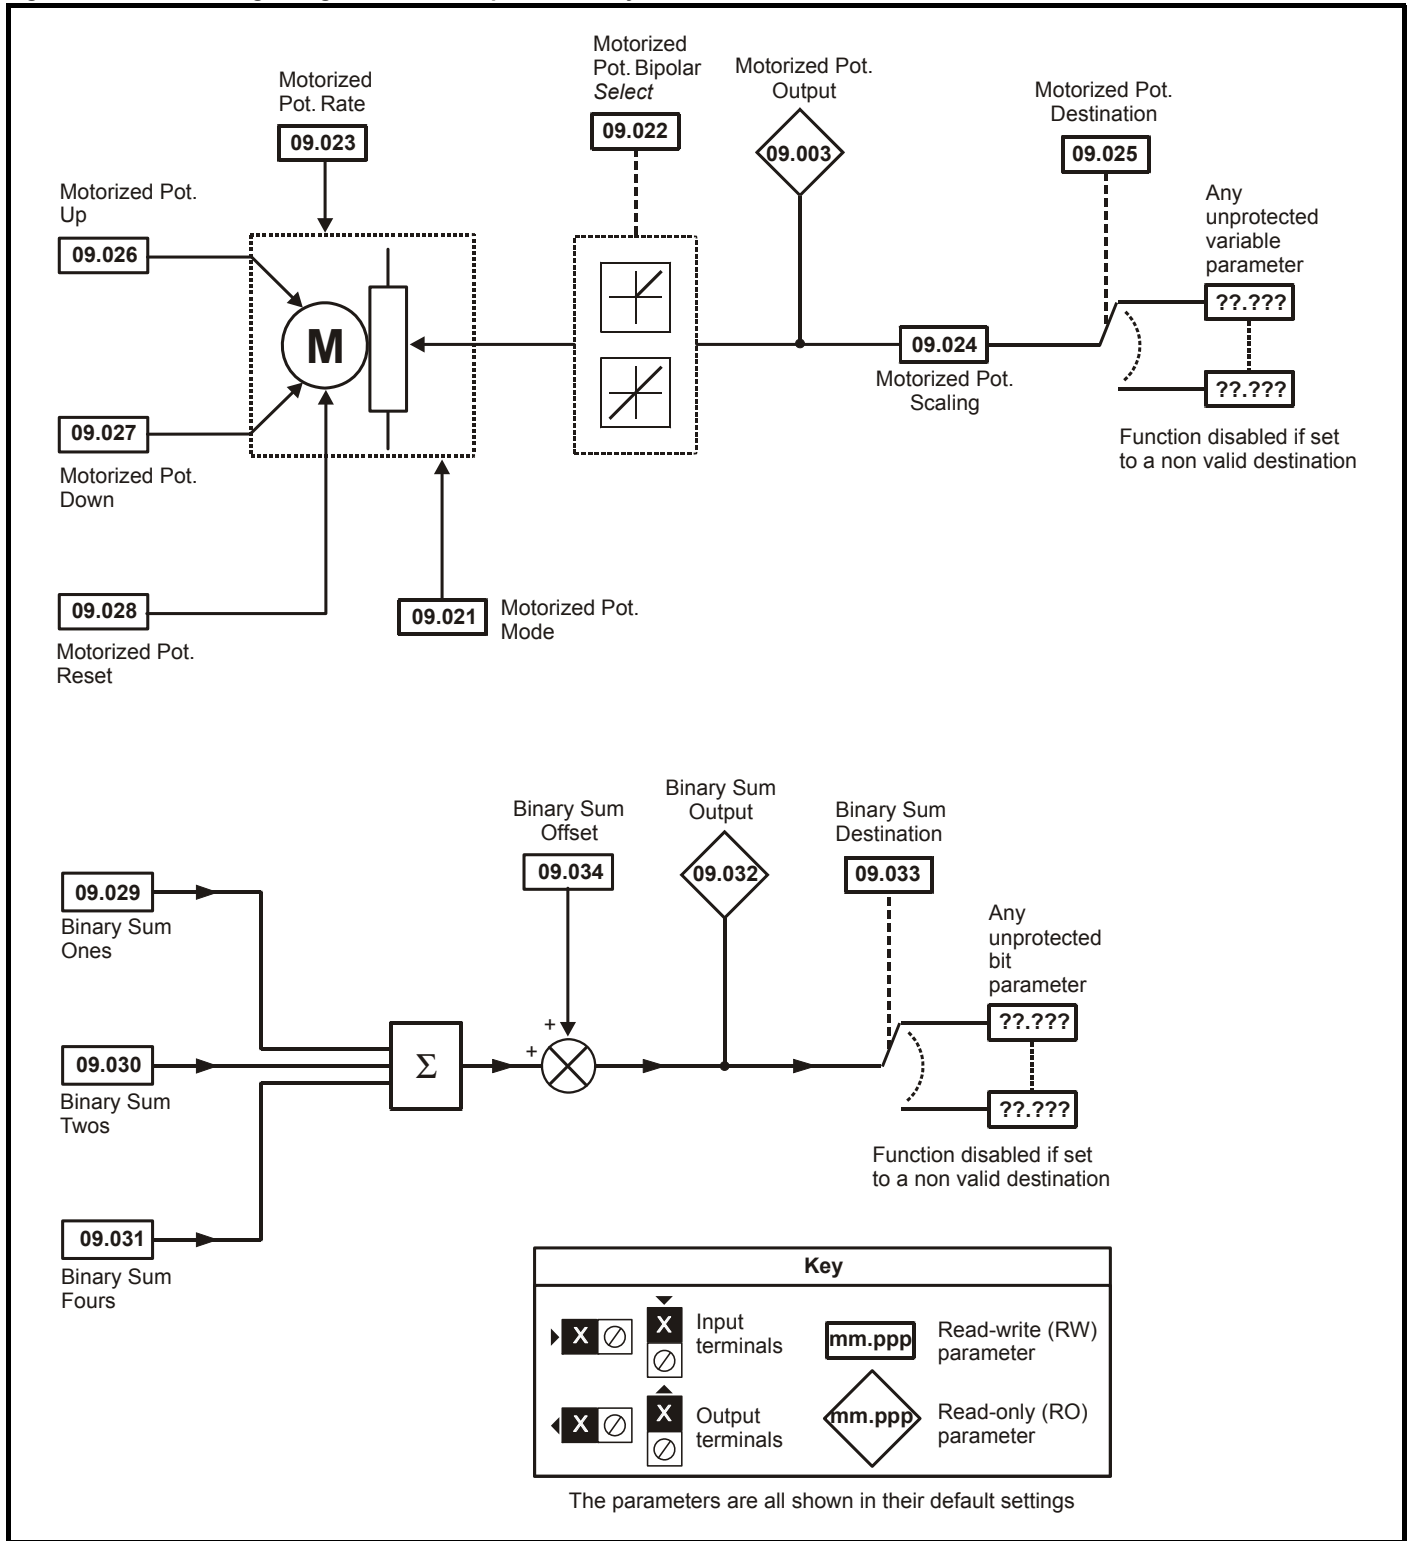 Motorized
Pot. Rate
09.023
Motorized
Pot. Bipolar
Select
09.022
Motorized Pot.
Output
09.003
Motorized Pot.
Destination
09.025
Motorized Pot.
Up
09.026
M
09.027
Motorized Pot.
Down
09.028
Motorized Pot.
Reset
09.021
Motorized Pot.
Mode
09.024
Motorized Pot.
Scaling
Any
unprotected
variable
parameter
??.???
??.???
Function disabled if set
to a non valid destination
09.029
Binary Sum
Ones
09.030
Binary Sum
Twos
09.031
Binary Sum
Fours
Σ
Binary Sum
Offset
09.034
+
+
Binary Sum
Output
09.032
Binary Sum
Destination
09.033
Any
unprotected
bit
parameter
??.???
??.???
Function disabled if set
to a non valid destination
Key
X
X
Input
terminals
mm.ppp
Read-write (RW)
parameter
X
X
Output
terminals
mm.ppp
Read-only (RO)
parameter
The parameters are all shown in their default settings